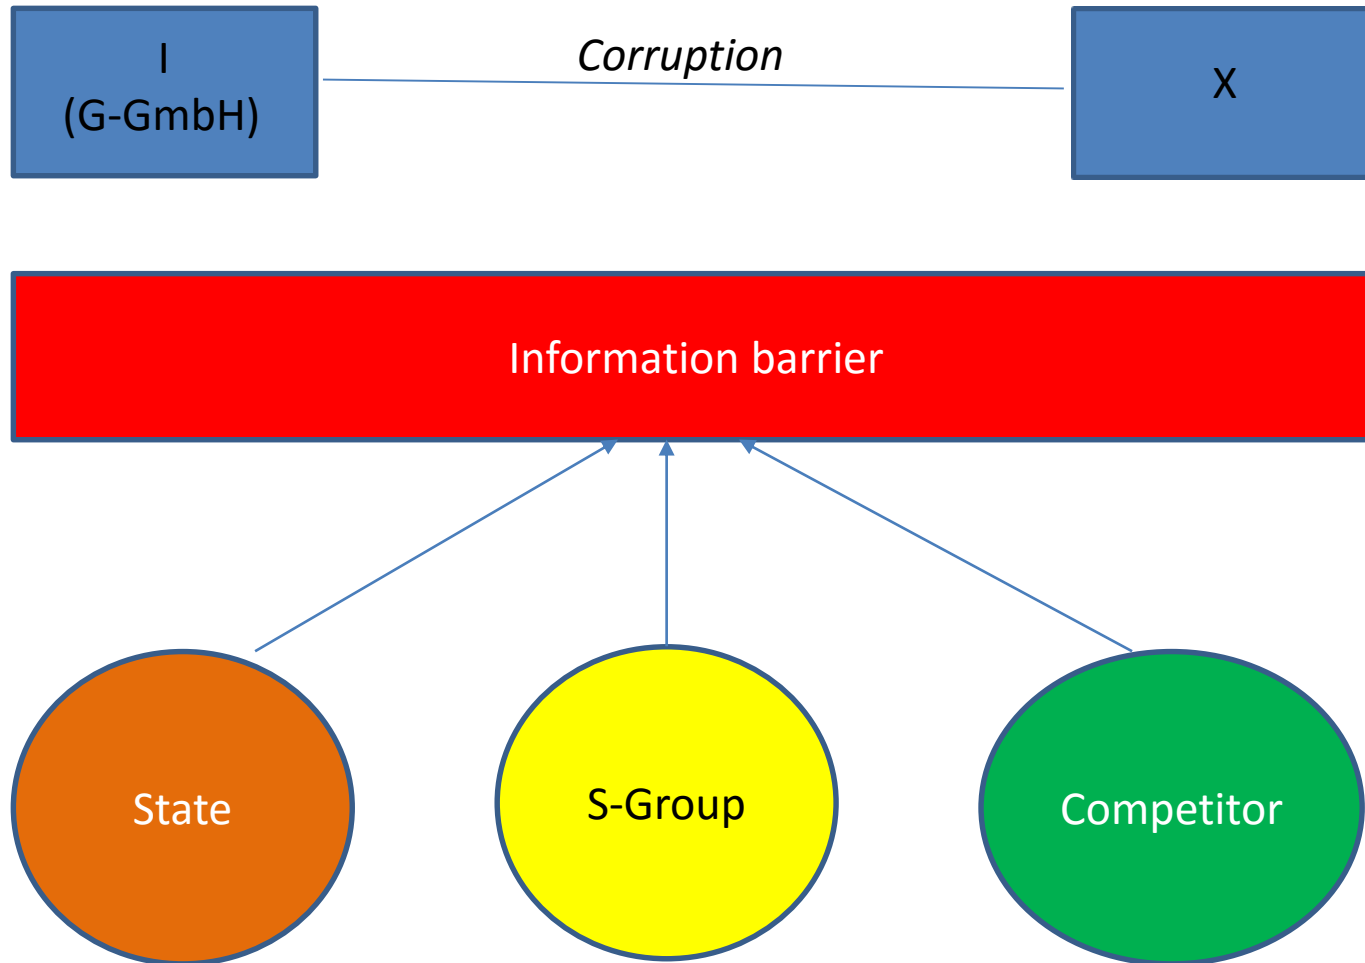 I
(G-GmbH)
Corruption
X
Information barrier
State
S-Group
Competitor